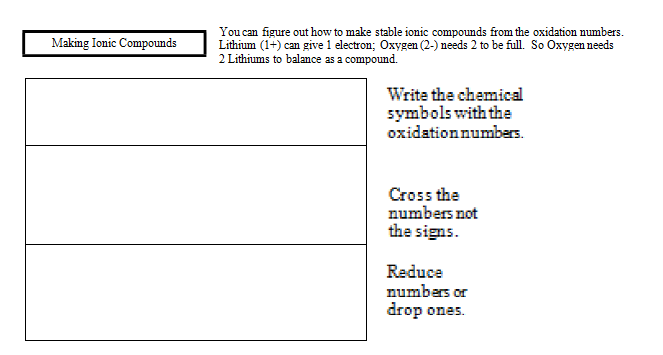 Making Ionic Compounds
You can figure out how to make stable ionic compounds from the oxidation numbers.
Lithium (1+) can give 1 electron; Oxygen (2-) needs 2 to be full. So Oxygen needs
2 Lithiums to balance as a compound.
Write the chemical
symbols with the
oxidation numbers.
Cross the
numbers not
the signs.
Reduce
numbers or
drop ones.